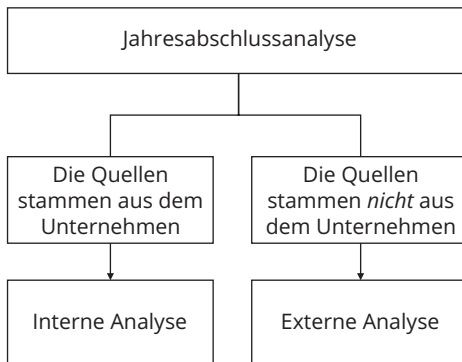 Jahresabschlussanalyse
Die Quellen
stammen aus dem
Unternehmen
Die Quellen
stammen nicht aus
dem Unternehmen
Interne Analyse
Externe Analyse